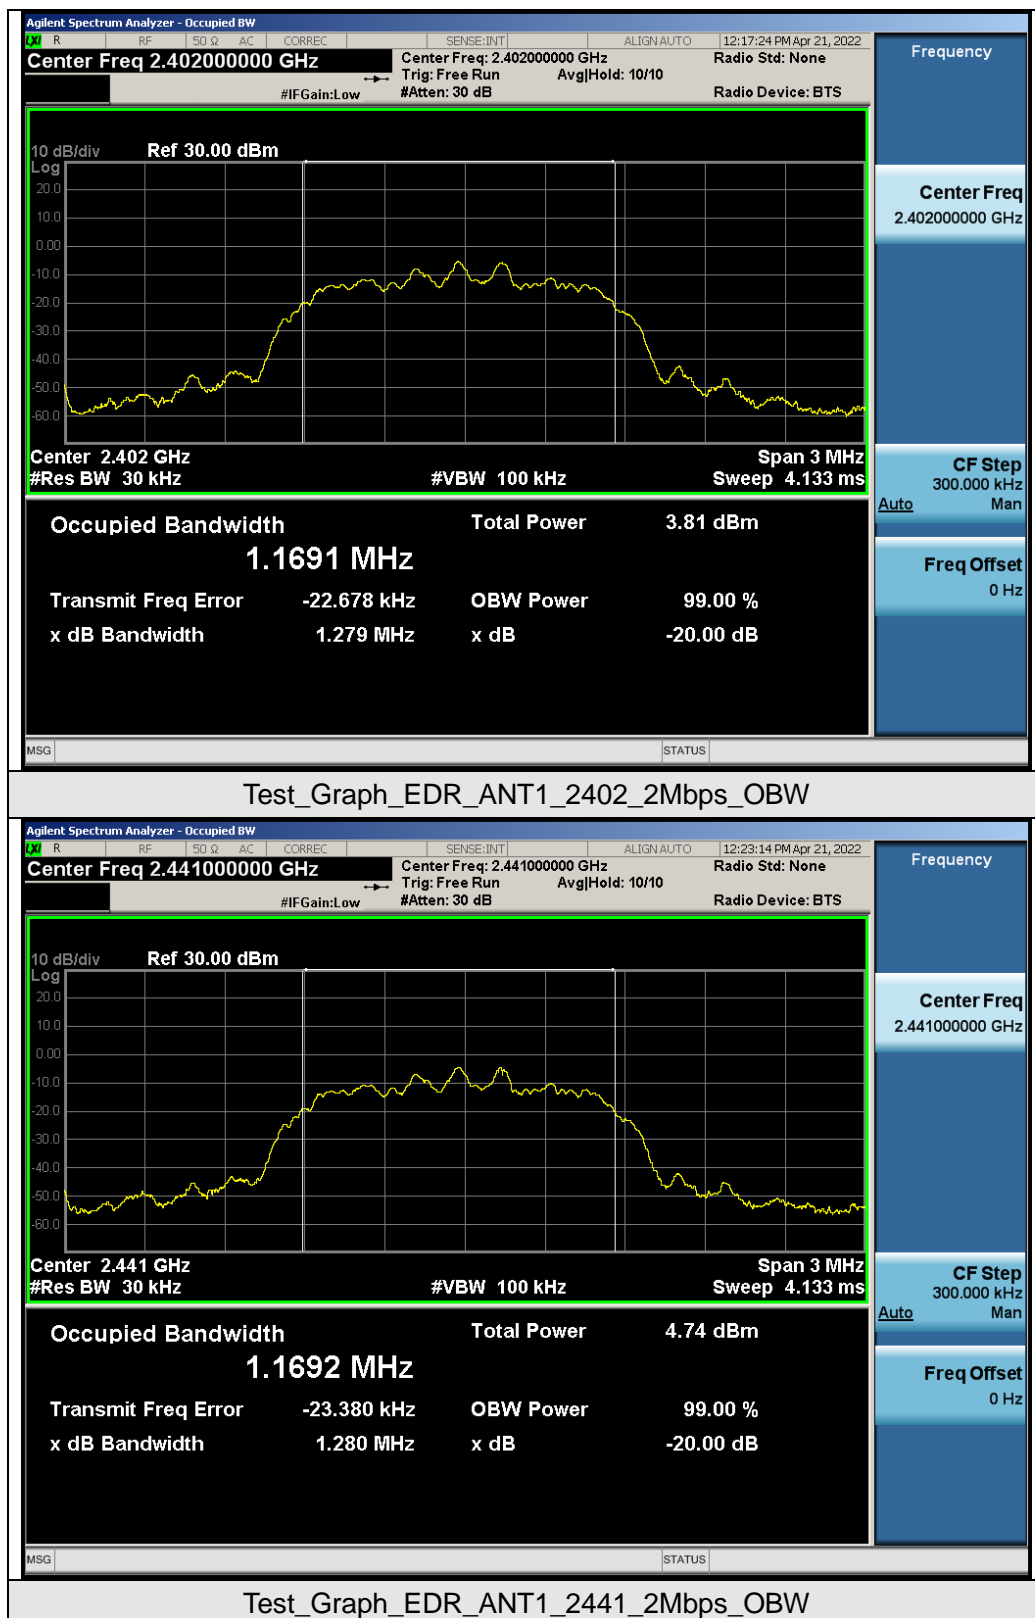 Agilent Spectrum Analyzer - Occupied BW
LXI R RF 50 Ω AC CORREC SENSE:INT ALIGN AUTO 12:17:24 PM Apr 21, 2022
Center Freq 2.402000000 GHz
Center Freq: 2.402000000 GHz
Radio Std: None
Trig: Free Run Avg|Hold: 10/10
#IFGain:Low
#Atten: 30 dB
Radio Device: BTS
Frequency
10 dB/div Ref 30.00 dBm
Log
20.0
10.0
0.00
-10.0
-20.0
-30.0
-40.0
-50.0
-60.0
Center 2.402 GHz Span 3 MHz
#Res BW 30 kHz #VBW 100 kHz Sweep 4.133 ms
Center Freq
2.402000000 GHz
CF Step
300.000 kHz
Auto Man
Freq Offset
0 Hz
Occupied Bandwidth Total Power 3.81 dBm
1.1691 MHz
Transmit Freq Error -22.678 kHz OBW Power 99.00 %
x dB Bandwidth 1.279 MHz x dB -20.00 dB
MSG STATUS
Test_Graph_EDR_ANT1_2402_2Mbps_OBW
Agilent Spectrum Analyzer - Occupied BW
LXI R RF 50 Ω AC CORREC SENSE:INT ALIGN AUTO 12:23:14 PM Apr 21, 2022
Center Freq 2.441000000 GHz
Center Freq: 2.441000000 GHz
Radio Std: None
Trig: Free Run Avg|Hold: 10/10
#IFGain:Low
#Atten: 30 dB
Radio Device: BTS
Frequency
10 dB/div Ref 30.00 dBm
Log
20.0
10.0
0.00
-10.0
-20.0
-30.0
-40.0
-50.0
-60.0
Center 2.441 GHz Span 3 MHz
#Res BW 30 kHz #VBW 100 kHz Sweep 4.133 ms
Center Freq
2.441000000 GHz
CF Step
300.000 kHz
Auto Man
Freq Offset
0 Hz
Occupied Bandwidth Total Power 4.74 dBm
1.1692 MHz
Transmit Freq Error -23.380 kHz OBW Power 99.00 %
x dB Bandwidth 1.280 MHz x dB -20.00 dB
MSG STATUS
Test_Graph_EDR_ANT1_2441_2Mbps_OBW